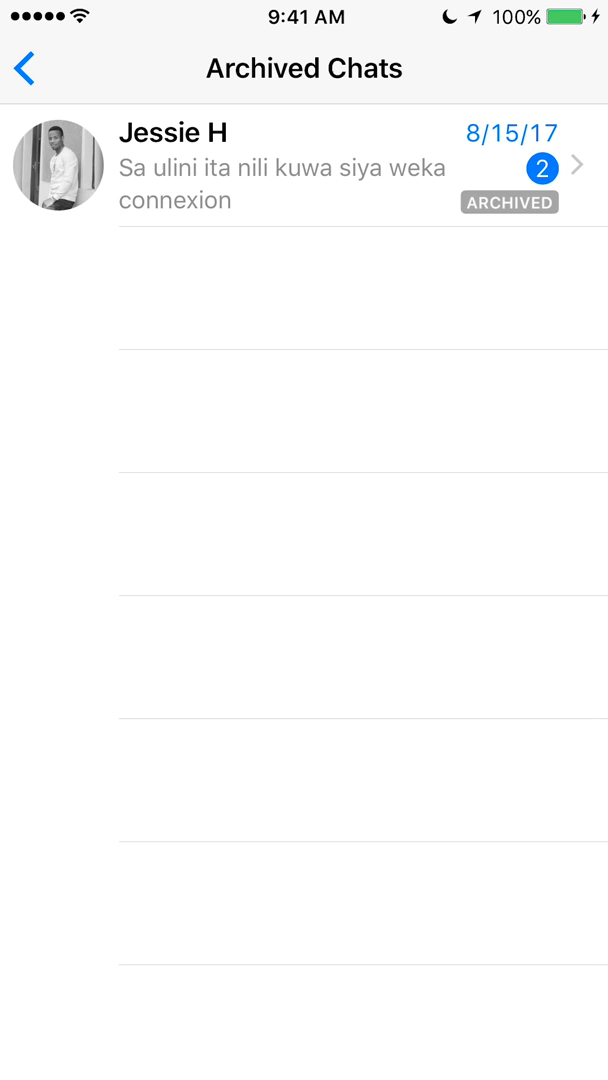 9:41 AM 100%
Archived Chats
Jessie H 8/15/17
Sa ulini ita nili kuwa siya weka 2
connexion ARCHIVED